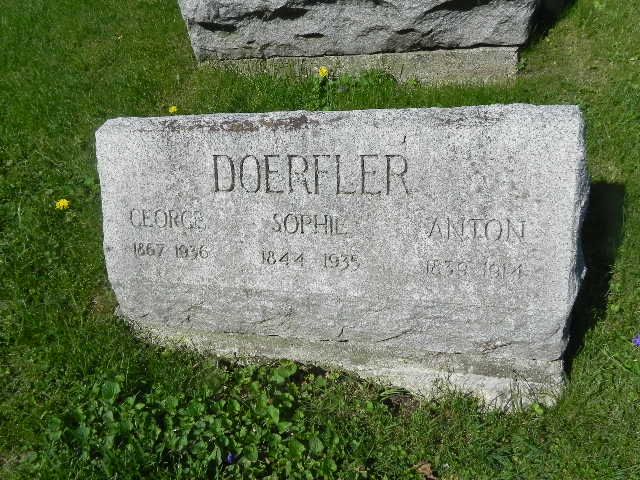 DOERFLER
GEORGE SOPHIE ANTON
1867 1936 1844 1935 1839 1914